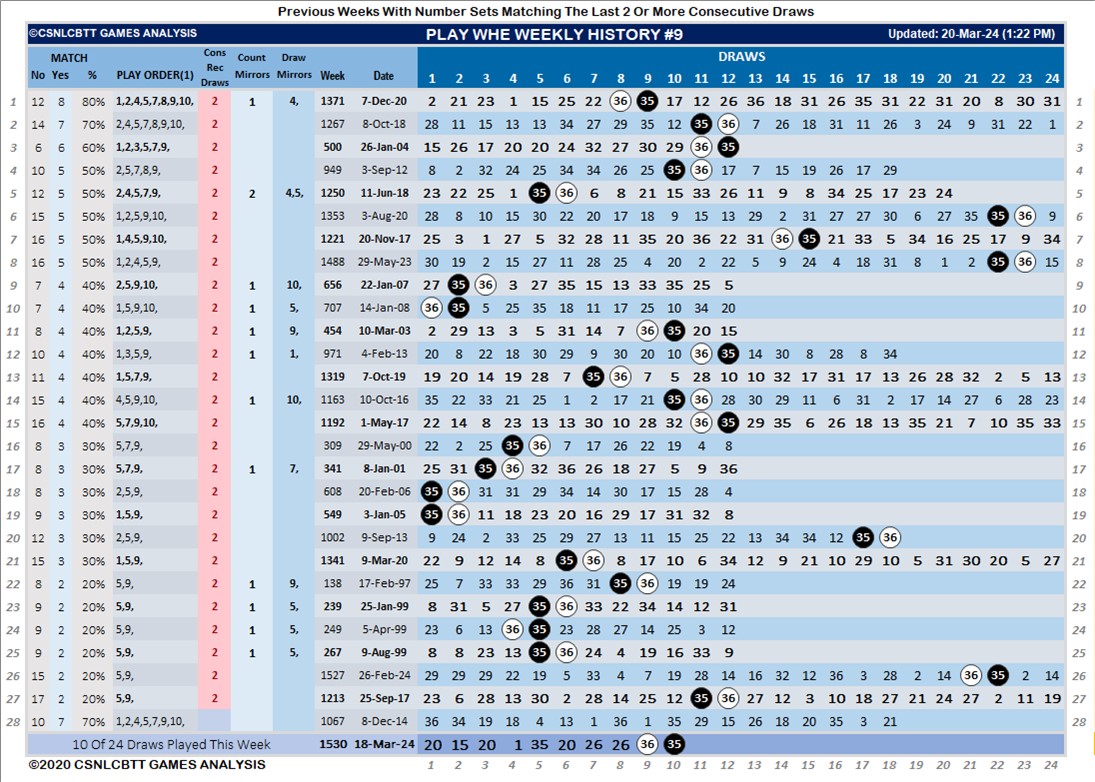 Previous Weeks With Number Sets Matching The Last 2 Or More Consecutive Draws
©CSNLCBTT GAMES ANALYSIS PLAY WHE WEEKLY HISTORY #9 Updated: 20-Mar-24 (1:22 PM)
MATCH Cons Rec Draws Count Mirrors Draw Mirrors DRAWS
No Yes % PLAY ORDER(1) Week Date 1 2 3 4 5 6 7 8 9 10 11 12 13 14 15 16 17 18 19 20 21 22 23 24
1 12 8 80% 1,2,4,5,7,8,9,10, 2 1 4, 1371 7-Dec-20 2 21 23 1 15 25 22 36 35 17 11 26 36 18 31 26 35 31 22 31 20 8 30 31 1
2 14 7 70% 2,4,5,7,8,9,10, 2 1267 8-Oct-18 28 11 15 13 13 34 27 29 35 12 35 36 7 26 18 31 11 26 3 24 9 31 22 1 2
3 6 6 60% 1,2,3,5,7,9, 2 500 26-Jan-04 15 26 17 20 20 24 32 27 30 29 36 35 3
4 10 5 50% 2,5,7,8,9, 2 949 3-Sep-12 8 2 32 24 25 34 34 26 25 35 36 17 7 15 19 26 17 29 4
5 12 5 50% 2,4,5,7,9, 2 2 4,5, 1250 11-Jun-18 23 22 25 1 35 36 6 8 21 15 33 26 11 9 8 34 25 17 23 20 24 5
6 15 5 50% 1,2,5,9,10, 2 1353 3-Aug-20 28 8 10 15 30 22 20 17 18 9 15 13 29 2 31 27 27 30 6 27 35 35 23 9 6
7 16 5 50% 1,4,5,9,10, 2 1221 20-Nov-17 25 3 1 27 5 32 28 11 35 20 36 22 31 36 35 21 33 5 34 16 25 17 9 34 7
8 16 5 50% 1,2,4,5,9, 2 1488 29-May-23 30 19 2 15 27 11 28 25 4 20 2 22 5 9 24 4 18 31 8 1 2 35 36 15 8
9 7 4 40% 2,5,9,10, 2 1 10, 656 22-Jan-07 27 35 36 3 27 35 15 13 33 35 25 5 9
10 7 4 40% 1,5,9,10, 2 1 5, 707 14-Jan-08 36 35 5 25 35 18 11 17 25 10 34 20 10
11 8 4 40% 1,2,5,9, 2 1 9, 454 10-Mar-03 2 29 13 3 5 31 14 7 36 35 20 15 11
12 10 4 40% 1,3,5,9, 2 1 1, 971 4-Feb-13 20 8 22 18 30 29 9 30 20 10 36 35 14 30 8 28 8 34 12
13 11 4 40% 1,5,7,9, 2 1319 7-Oct-19 19 20 14 19 28 7 35 36 7 5 28 10 10 32 17 31 17 13 26 28 32 2 5 13 13
14 15 4 40% 4,5,9,10, 2 1 10, 1163 10-Oct-16 35 22 33 21 25 1 2 17 21 35 36 28 30 29 11 6 31 2 17 14 27 6 28 23 14
15 16 4 40% 5,7,9,10, 2 1192 1-May-17 22 14 8 23 13 13 30 10 28 32 36 35 29 35 6 26 18 13 35 21 7 10 35 33 15
16 8 3 30% 5,7,9, 2 309 29-May-00 22 2 25 35 36 7 17 26 22 19 4 8 16
17 8 3 30% 5,7,9, 2 1 7, 341 8-Jan-01 25 31 35 36 32 36 26 18 27 5 9 36 17
18 8 3 30% 2,5,9, 2 608 20-Feb-06 35 36 31 31 29 34 14 30 17 15 28 4 18
19 9 3 30% 1,5,9, 2 549 3-Jan-05 35 36 11 18 23 20 16 29 17 31 32 8 19
20 12 3 30% 2,5,9, 2 1002 9-Sep-13 9 24 2 33 25 29 27 13 11 15 25 22 13 34 34 12 35 36 20
21 15 3 30% 1,5,9, 2 1341 9-Mar-20 22 9 12 14 8 35 36 8 17 10 6 34 12 9 21 10 29 10 5 31 30 20 5 27 21
22 8 2 20% 5,9, 2 1 9, 138 17-Feb-97 25 7 33 33 29 36 31 35 36 19 19 24 22
23 9 2 20% 5,9, 2 1 5, 239 25-Jan-99 8 31 5 27 35 36 33 22 34 14 12 31 23
24 9 2 20% 5,9, 2 1 5, 249 5-Apr-99 23 6 13 36 35 23 28 27 14 25 3 12 24
25 9 2 20% 5,9, 2 1 5, 267 9-Aug-99 8 8 23 13 35 36 24 4 19 16 33 9 25
26 15 2 20% 5,9, 2 1527 26-Feb-24 29 29 29 22 19 5 33 4 7 19 28 14 16 32 12 36 3 28 2 14 36 35 2 14 26
27 17 2 20% 5,9, 2 1213 25-Sep-17 23 6 28 13 30 2 28 14 25 12 35 36 27 12 3 10 18 27 21 24 27 2 11 19 27
28 10 7 70% 1,2,4,5,7,9,10, 1067 8-Dec-14 36 34 19 18 4 13 1 36 1 35 29 15 26 18 20 35 3 21 28
10 Of 24 Draws Played This Week 1530 18-Mar-24 20 15 20 1 35 20 26 26 36 35
©2020 CSNLCBTT GAMES ANALYSIS 1 2 3 4 5 6 7 8 9 10 11 12 13 14 15 16 17 18 19 20 21 22 23 24